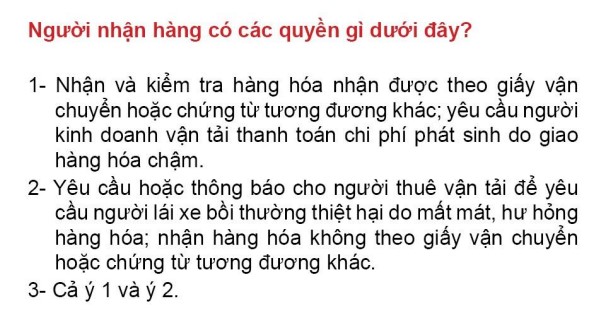 Người nhận hàng có các quyền gì dưới đây?
1- Nhận và kiểm tra hàng hóa nhận được theo giấy vận
chuyển hoặc chứng từ tương đương khác; yêu cầu người
kinh doanh vận tải thanh toán chi phí phát sinh do giao
hàng hóa chậm.
2- Yêu cầu hoặc thông báo cho người thuê vận tải để yêu
cầu người lái xe bồi thường thiệt hại do mất mát, hư hỏng
hàng hóa; nhận hàng hóa không theo giấy vận chuyển
hoặc chứng từ tương đương khác.
3- Cả ý 1 và ý 2.